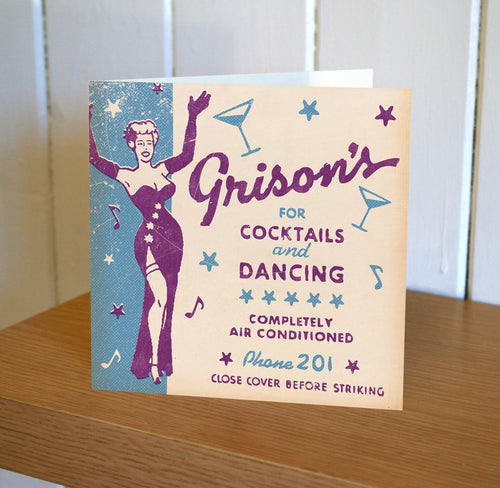 Grison's
FOR
COCKTAILS
and
DANCING
COMPLETELY
AIR CONDITIONED
Phone 201
CLOSE COVER BEFORE STRIKING